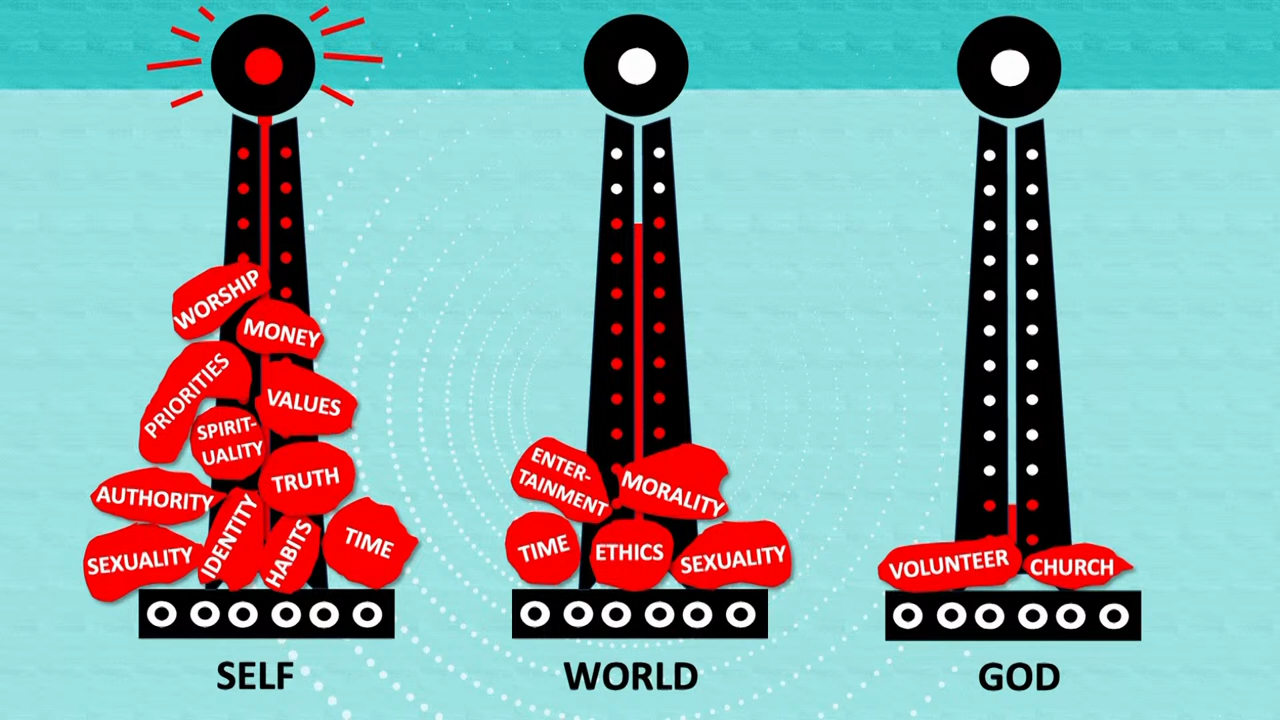 WORSHIP
MONEY
PRIORITIES
VALUES
SPIRIT-
UALITY
TRUTH
AUTHORITY
IDENTITY
HABITS
TIME
SEXUALITY
SELF
ENTER-
TAINMENT
MORALITY
TIME
ETHICS
SEXUALITY
WORLD
VOLUNTEER
CHURCH
GOD